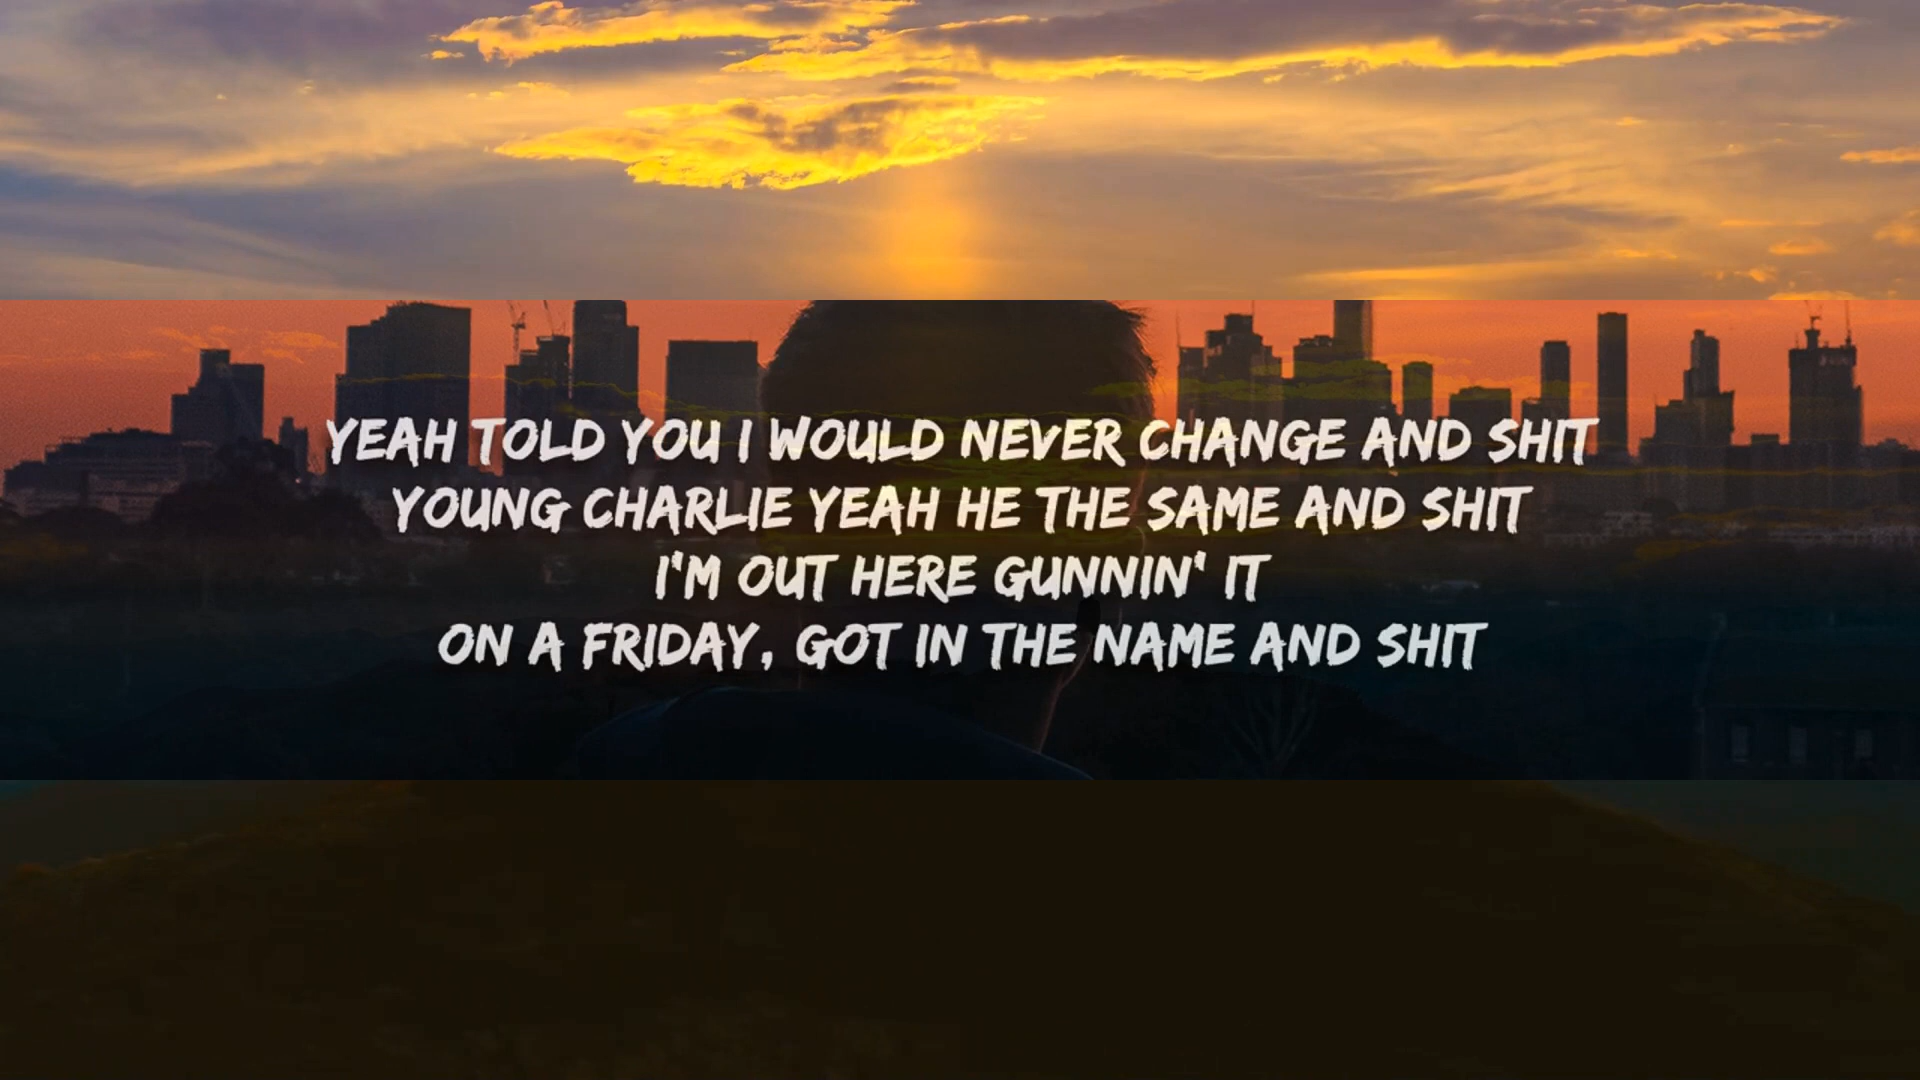 YEAH TOLD YOU I WOULD NEVER CHANGE AND SHIT
YOUNG CHARLIE YEAH HE THE SAME AND SHIT
I'M OUT HERE GUNNIN' IT
ON A FRIDAY, GOT IN THE NAME AND SHIT